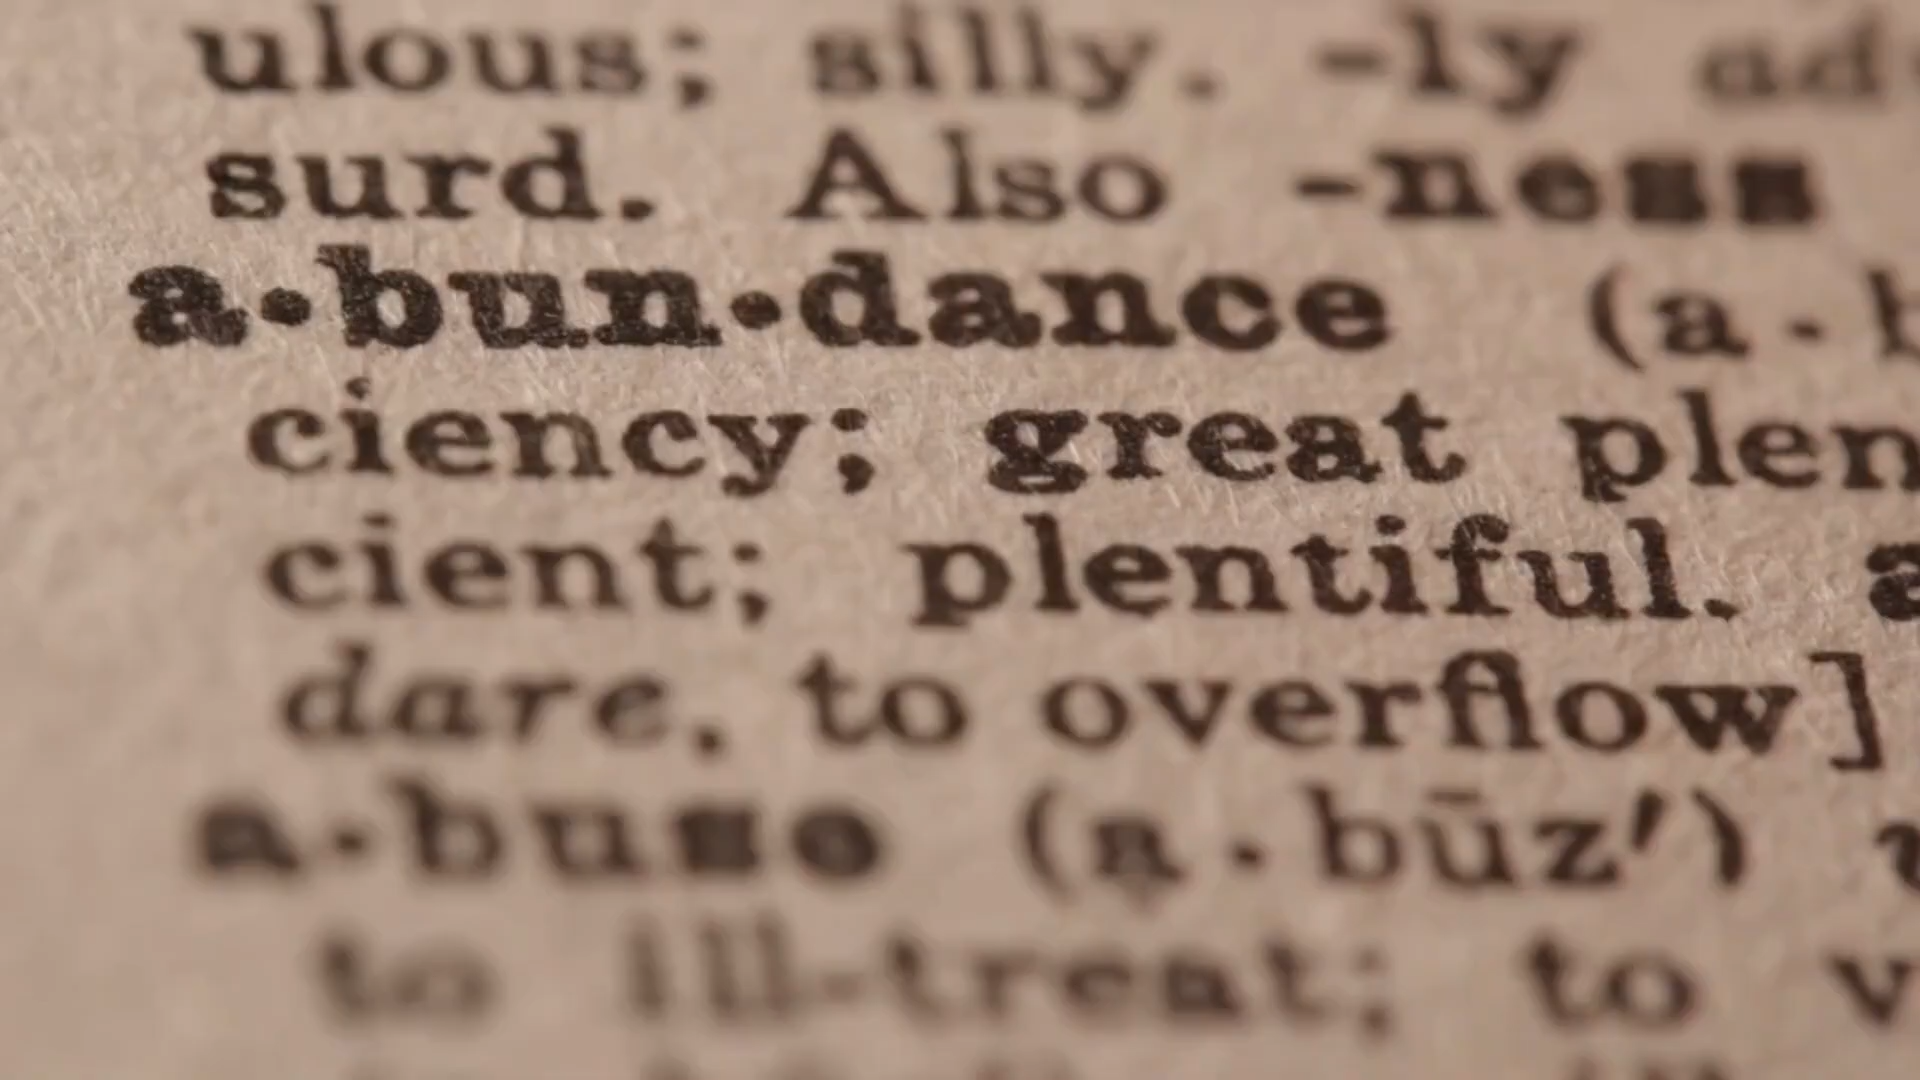 ulous; silly. -ly ad
surd. Also -ness
a·bun·dance (a·b
ciency; great plen
cient; plentiful. a
dare, to overflow]
a·buse (a·būz′) v
to ill-treat; to v